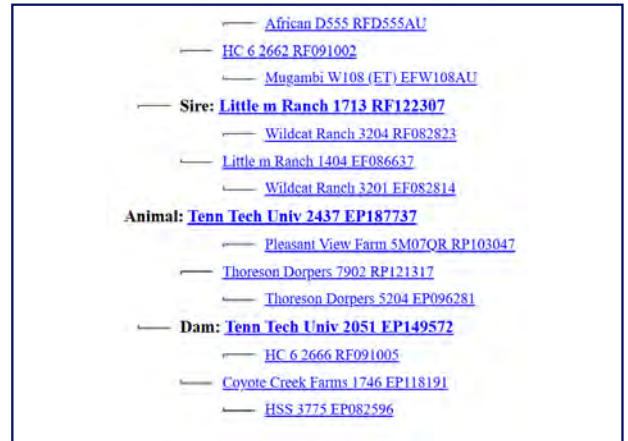 African D555 RFD555AU
HC 6 2662 RF091002
Mugambi W108 (ET) EFW108AU
Sire: Little m Ranch 1713 RF122307
Wildcat Ranch 3204 RF082823
Little m Ranch 1404 EF086637
Wildcat Ranch 3201 EF082814
Animal: Tenn Tech Univ 2437 EP187737
Pleasant View Farm 5M07QR RP103047
Thoreson Dorpers 7902 RP121317
Thoreson Dorpers 5204 EP096281
Dam: Tenn Tech Univ 2051 EP149572
HC 6 2666 RF091005
Coyote Creek Farms 1746 EP118191
HSS 3775 EP082596